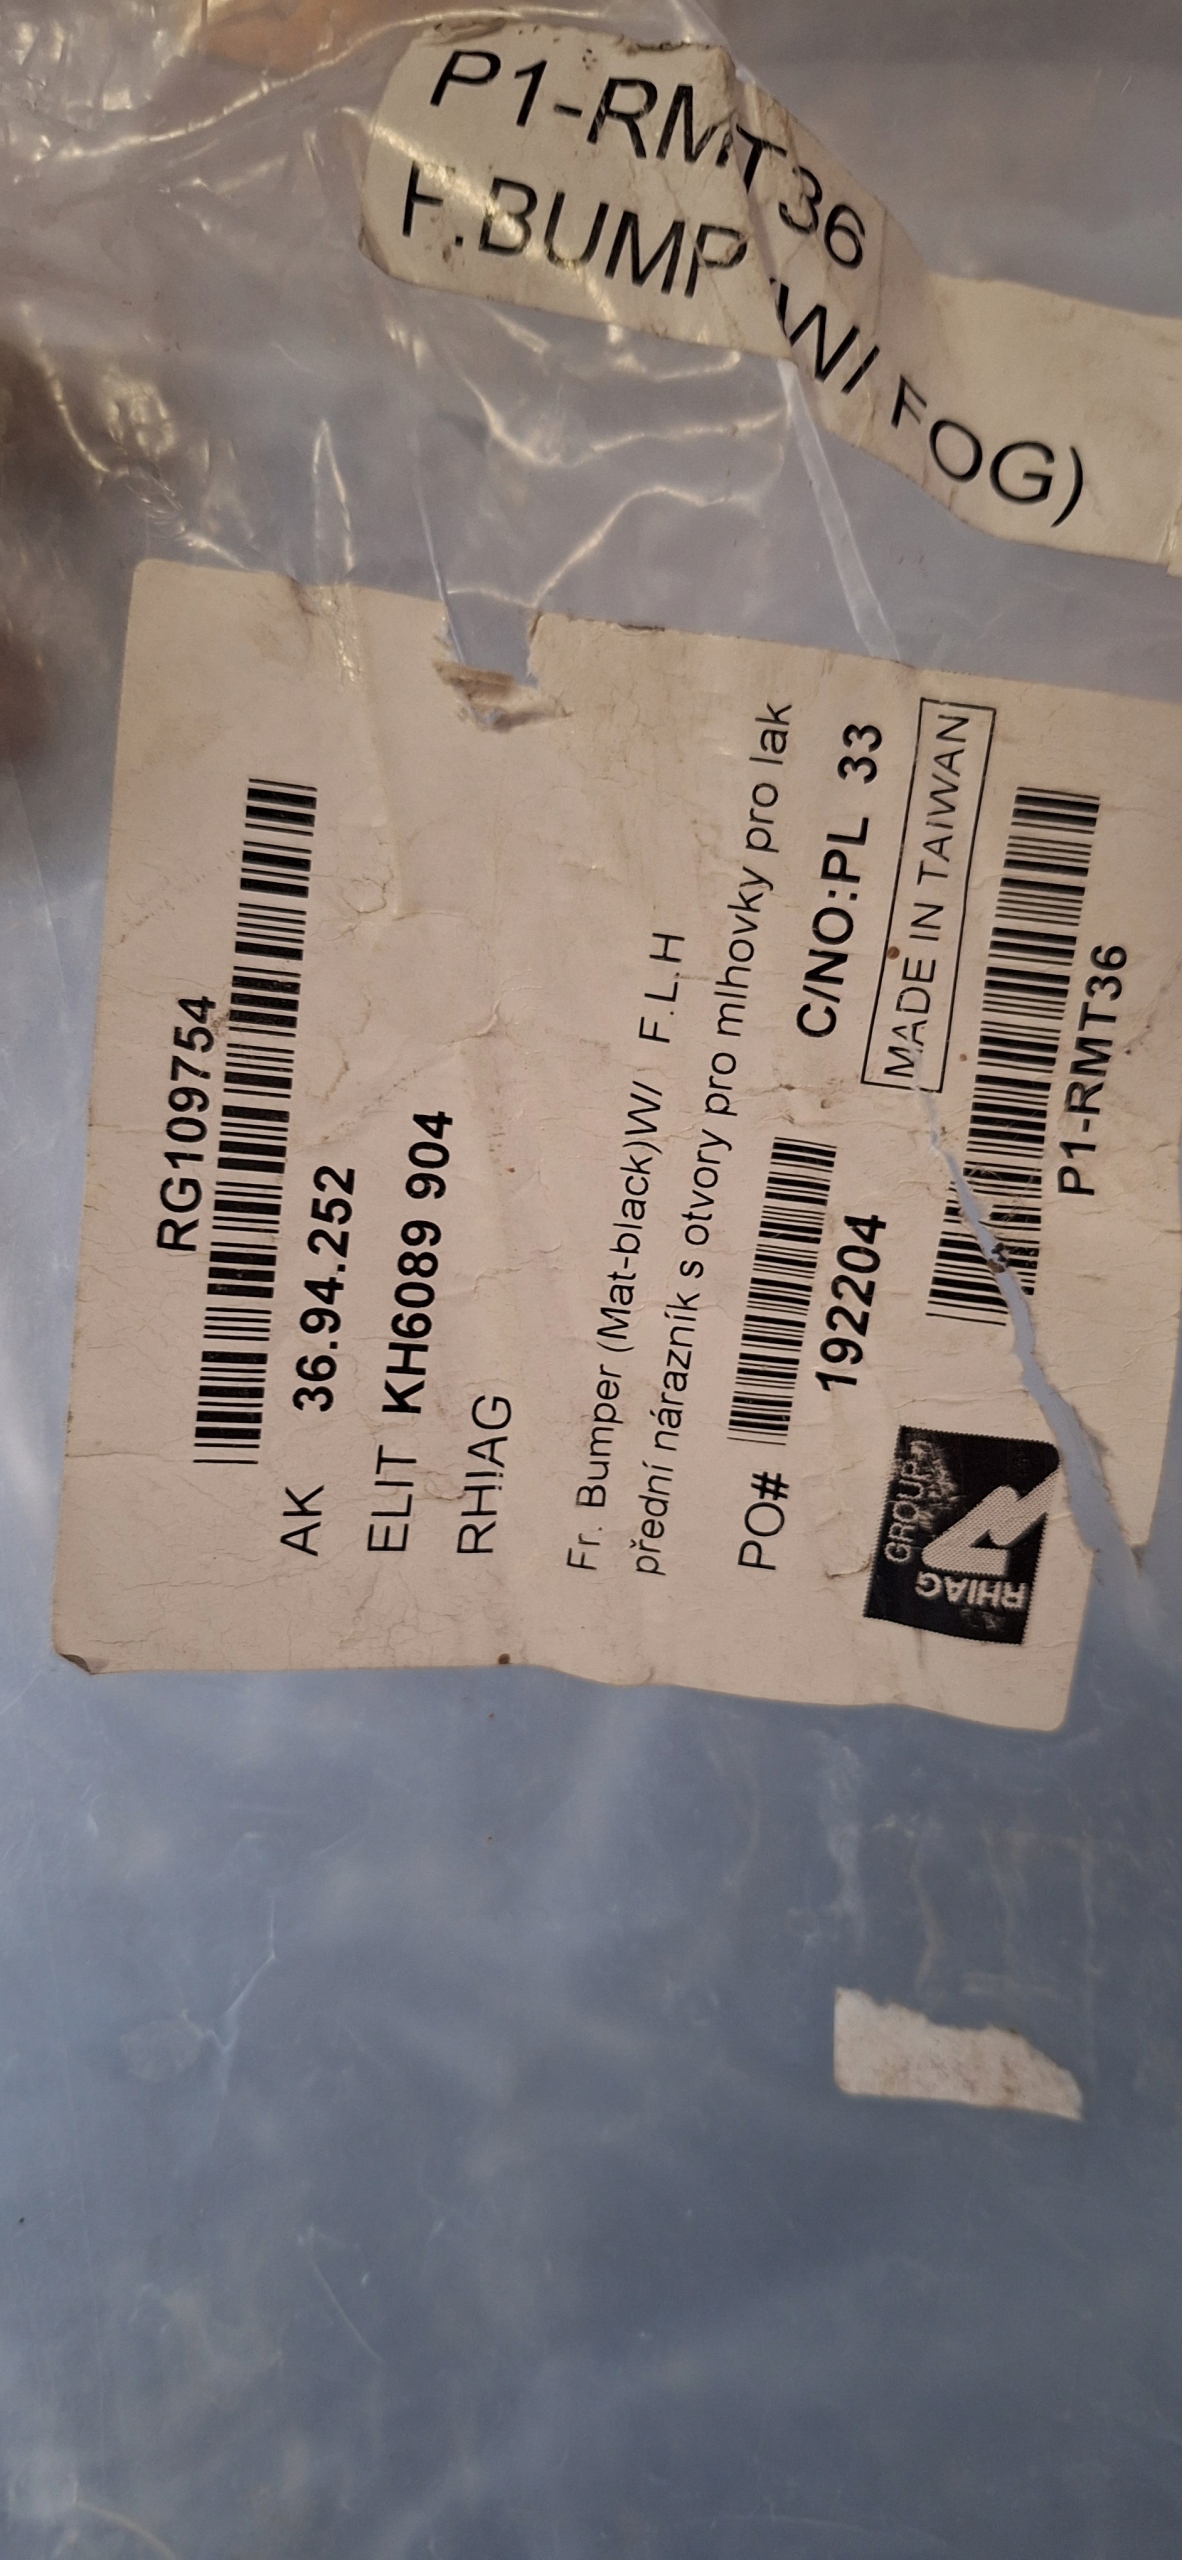 P1-RMT36
F.BUMP (W/ FOG)
RG109754
AK 36.94.252
ELIT KH6089 904
RHIAG
Fr. Bumper (Mat-black)W/ F.L.H
přední nárazník s otvory pro mlhovky pro lak
PO# 192204
C/NO:PL 33
MADE IN TAIWAN
P1-RMT36
RHIAG
GROUP